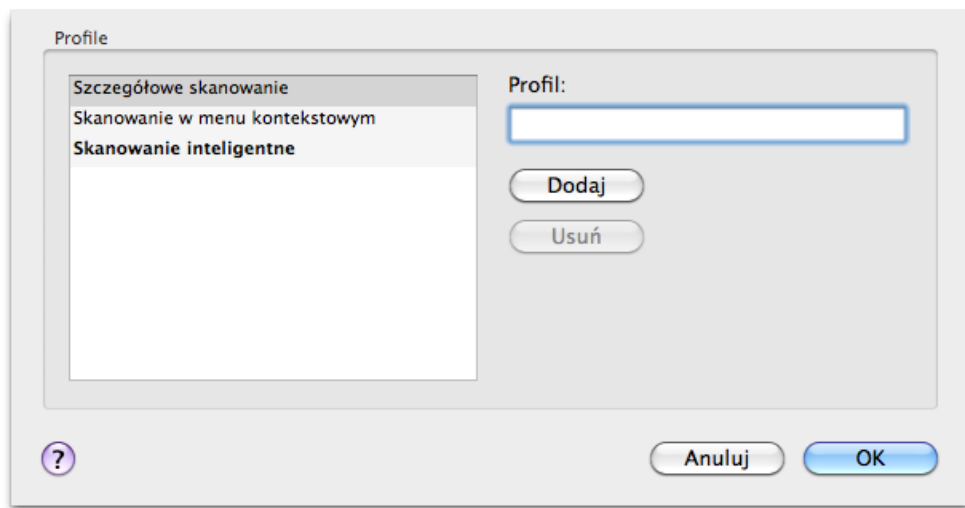 Profile
Szczegółowe skanowanie
Skanowanie w menu kontekstowym
Skanowanie inteligentne
Profil:
Dodaj
Usuń
?
Anuluj
OK